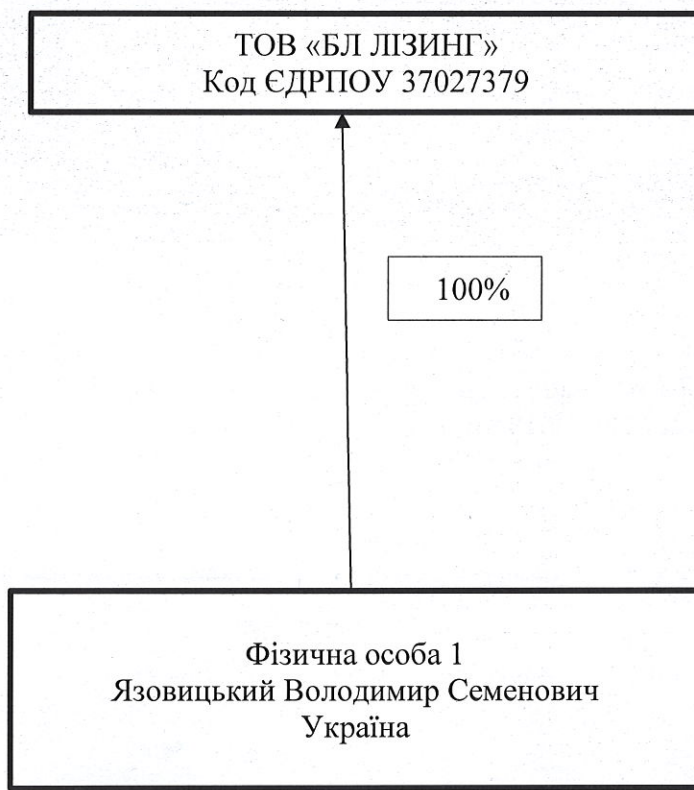 ТОВ «БЛ ЛІЗИНГ»
Код ЄДРПОУ 37027379
100%
Фізична особа 1
Язовицький Володимир Семенович
Україна